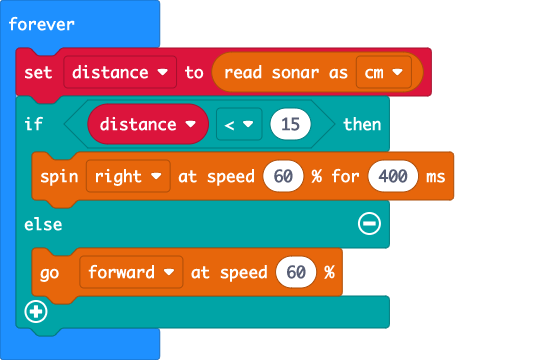 forever
set distance to read sonar as cm
if distance < 15 then
spin right at speed 60 % for 400 ms
else
go forward at speed 60 %